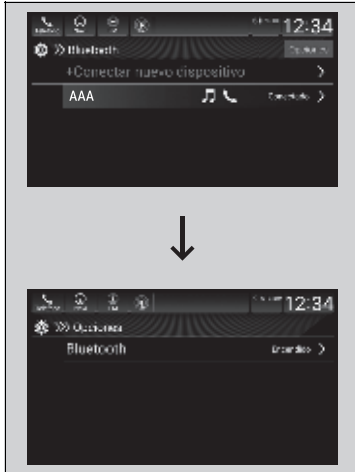 12:34
Bluetooth
Opciones
+Conectar nuevo dispositivo
AAA
Conectado
12:34
Opciones
Bluetooth
Encendido